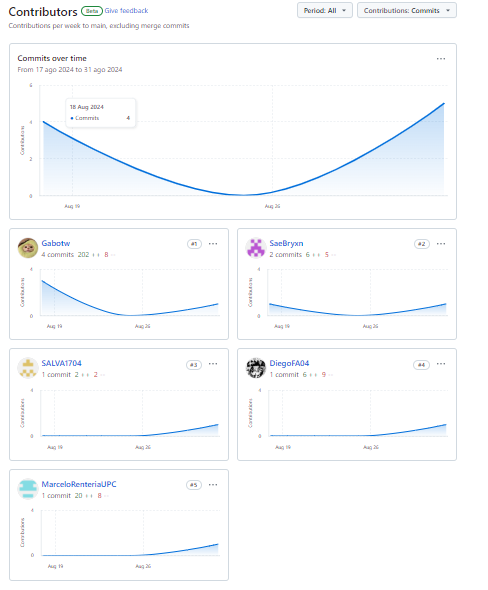 Contributors Beta Give feedback
Period: All
Contributions: Commits
Contributions per week to main, excluding merge commits
Commits over time
From 17 ago 2024 to 31 ago 2024
18 Aug 2024
Commits 4
Contributions
6
4
2
0
Aug 19
Aug 26
Gabotw
#1
4 commits 202 ++ 8 --
Contributions
4
0
Aug 19
Aug 26
SaeBryxn
#2
2 commits 6 ++ 5 --
Contributions
4
0
Aug 19
Aug 26
SALVA1704
#3
1 commit 2 ++ 2 --
Contributions
4
0
Aug 19
Aug 26
DiegoFA04
#4
1 commit 6 ++ 9 --
Contributions
4
0
Aug 19
Aug 26
MarceloRenteriaUPC
#5
1 commit 20 ++ 8 --
Contributions
4
0
Aug 19
Aug 26